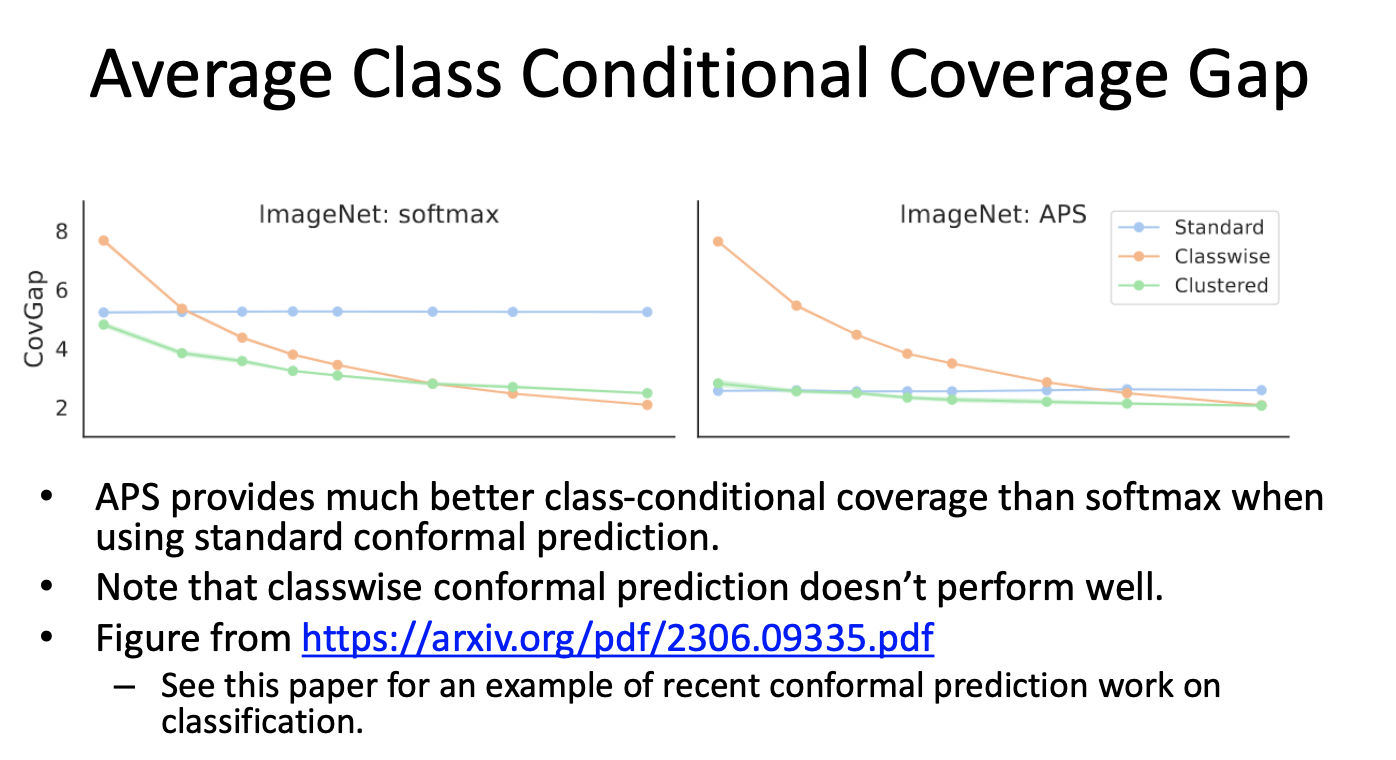 Average Class Conditional Coverage Gap
ImageNet: softmax
8
6
4
2
CovGap
ImageNet: APS
Standard
Classwise
Clustered
• APS provides much better class-conditional coverage than softmax when
using standard conformal prediction.
• Note that classwise conformal prediction doesn’t perform well.
• Figure from https://arxiv.org/pdf/2306.09335.pdf
– See this paper for an example of recent conformal prediction work on
classification.